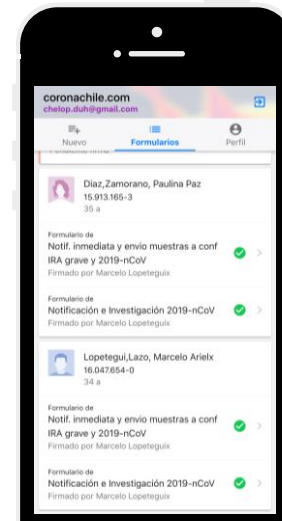 coronachile.com
chelop.duh@gmail.com
Nuevo
Formularios
Perfil
Diaz,Zamorano, Paulina Paz
15.913.165-3
35 a
Formulario de
Notif. inmediata y envio muestras a conf
IRA grave y 2019-nCoV
Firmado por Marcelo Lopeteguix
Formulario de
Notificación e Investigación 2019-nCoV
Firmado por Marcelo Lopeteguix
Lopetegui,Lazo, Marcelo Arielx
16.047.654-0
34 a
Formulario de
Notif. inmediata y envio muestras a conf
IRA grave y 2019-nCoV
Firmado por Marcelo Lopeteguix
Formulario de
Notificación e Investigación 2019-nCoV
Firmado por Marcelo Lopeteguix